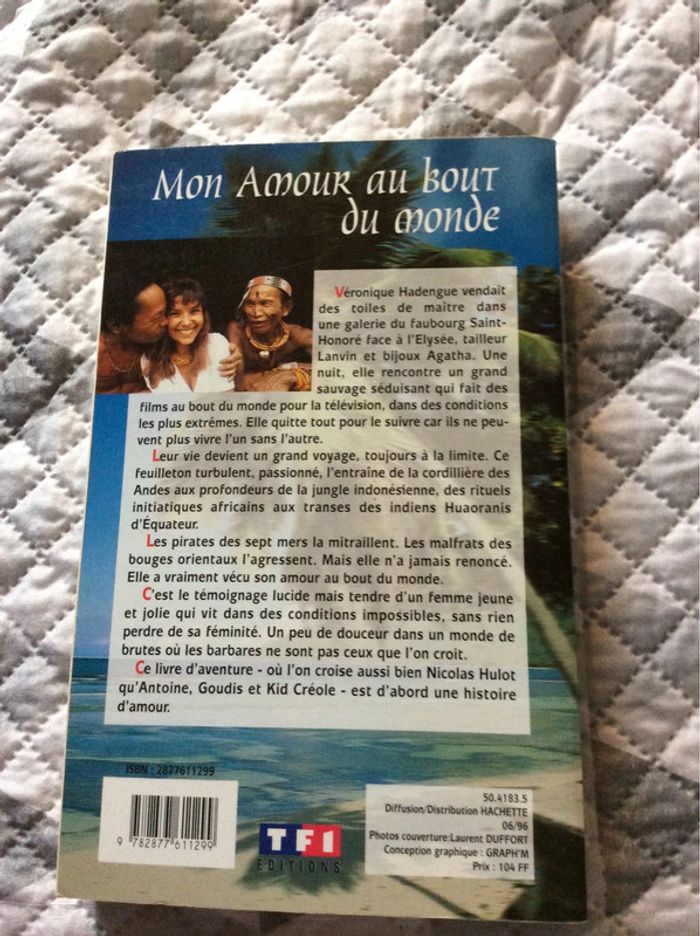 Mon Amour au bout
du monde
Véronique Hadengue vendait
des toiles de maître dans
une galerie du faubourg Saint-
Honoré face à l'Elysée, tailleur
Lanvin et bijoux Agatha. Une
nuit, elle rencontre un grand
sauvage séduisant qui fait des
films au bout du monde pour la télévision, dans des conditions
les plus extrêmes. Elle quitte tout pour le suivre car ils ne peu-
vent plus vivre l'un sans l'autre.
Leur vie devient un grand voyage, toujours à la limite. Ce
feuilleton turbulent, passionné, l'entraine de la cordillière des
Andes aux profondeurs de la jungle indonésienne, des rituels
initiatiques africains aux transes des indiens Huaoranis
d'Équateur.
Les pirates des sept mers la mitraillent. Les malfrats des
bouges orientaux l'agressent. Mais elle n'a jamais renoncé.
Elle a vraiment vécu son amour au bout du monde.
C'est le témoignage lucide mais tendre d'un femme jeune
et jolie qui vit dans des conditions impossibles, sans rien
perdre de sa féminité. Un peu de douceur dans un monde de
brutes où les barbares ne sont pas ceux que l'on croit.
Ce livre d'aventure - où l'on croise aussi bien Nicolas Hulot
qu'Antoine, Goudis et Kid Créole - est d'abord une histoire
d'amour.
ISBN : 2877611299
9 782877 611299
TF1
EDITIONS
50.4183.5
Diffusion/Distribution HACHETTE
06/96
Photos couverture:Laurent DUFFORT
Conception graphique : GRAPH'M
Prix : 104 FF